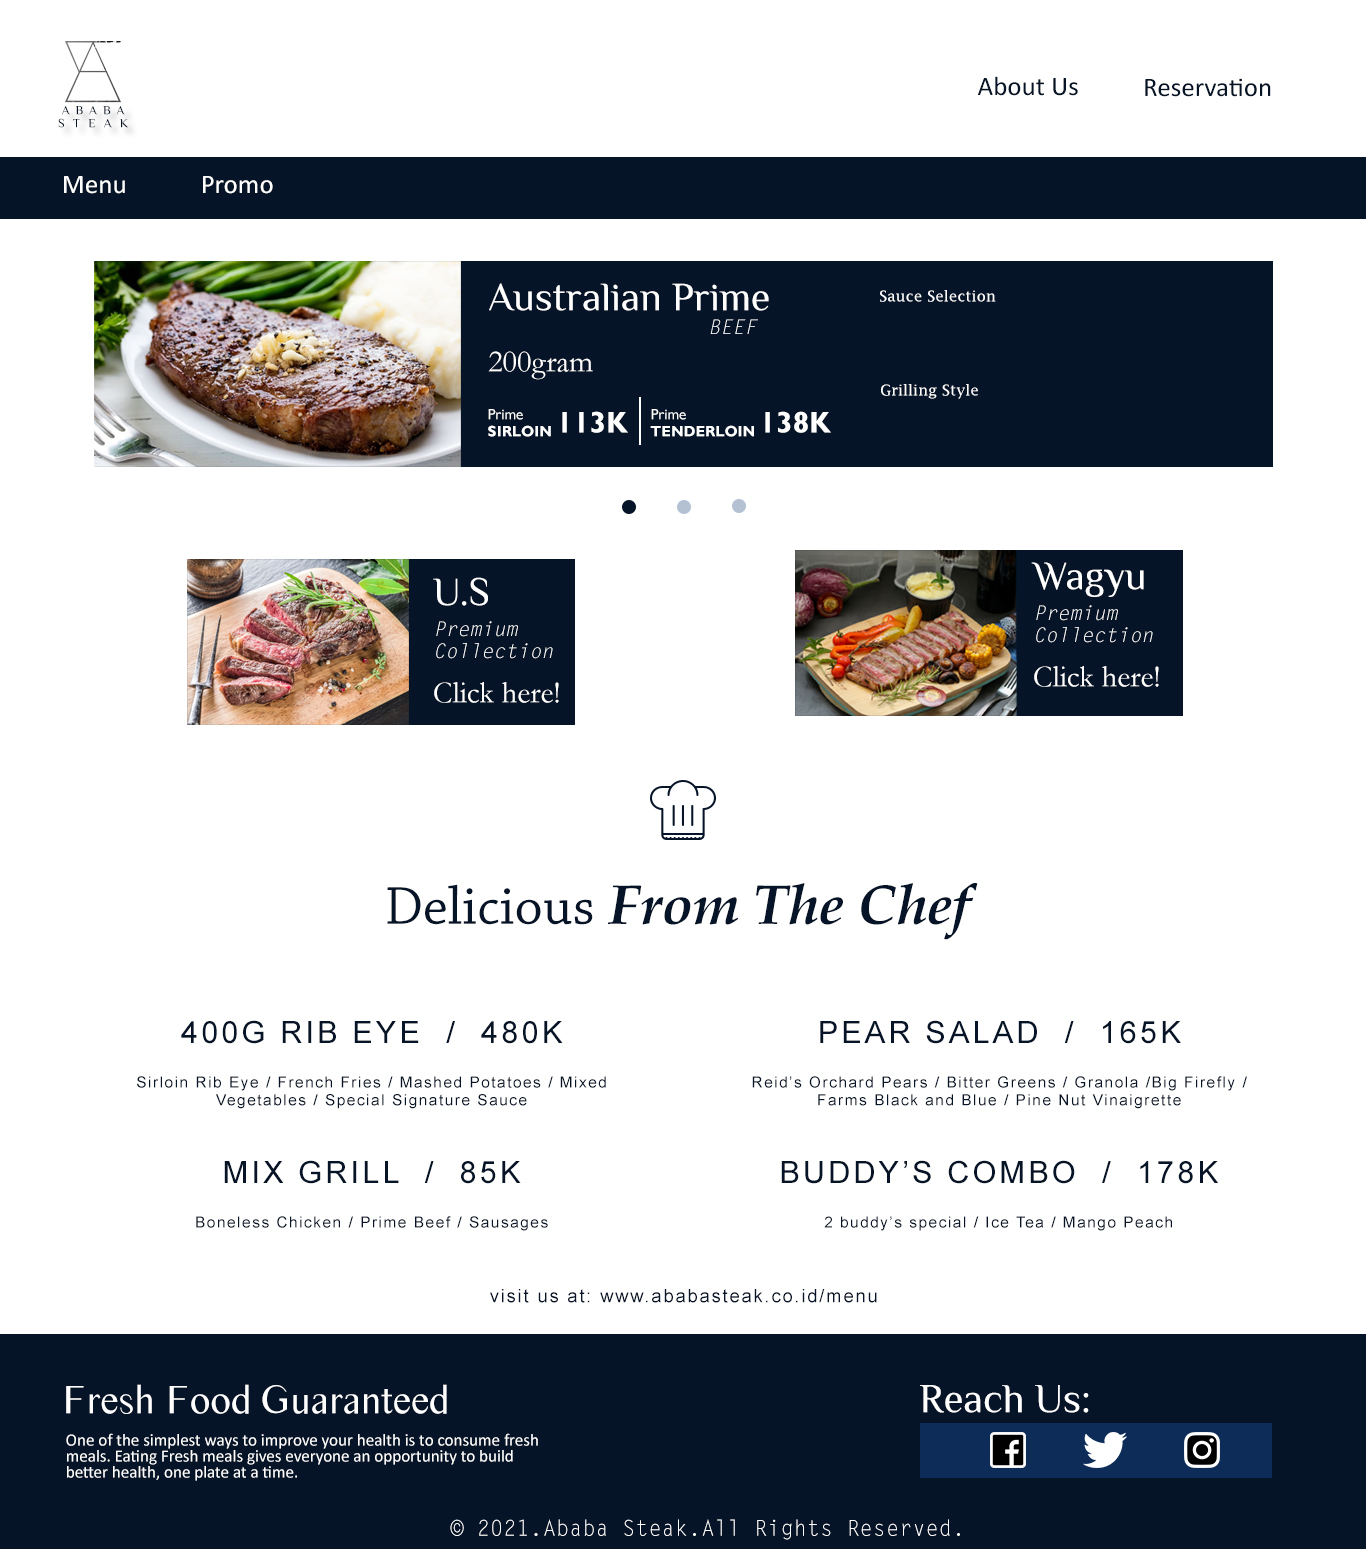 ABABA
STEAK
About Us
Reservation
Menu
Promo
Australian Prime
BEEF
200gram
Prime
SIRLOIN 113K
Prime
TENDERLOIN 138K
Sauce Selection
Grilling Style
U.S
Premium
Collection
Click here!
Wagyu
Premium
Collection
Click here!
Delicious From The Chef
400G RIB EYE / 480K
Sirloin Rib Eye / French Fries / Mashed Potatoes / Mixed
Vegetables / Special Signature Sauce
PEAR SALAD / 165K
Reid's Orchard Pears / Bitter Greens / Granola /Big Firefly /
Farms Black and Blue / Pine Nut Vinaigrette
MIX GRILL / 85K
Boneless Chicken / Prime Beef / Sausages
BUDDY'S COMBO / 178K
2 buddy's special / Ice Tea / Mango Peach
visit us at: www.ababasteak.co.id/menu
Fresh Food Guaranteed
One of the simplest ways to improve your health is to consume fresh
meals. Eating Fresh meals gives everyone an opportunity to build
better health, one plate at a time.
Reach Us:
© 2021.Ababa Steak.All Rights Reserved.